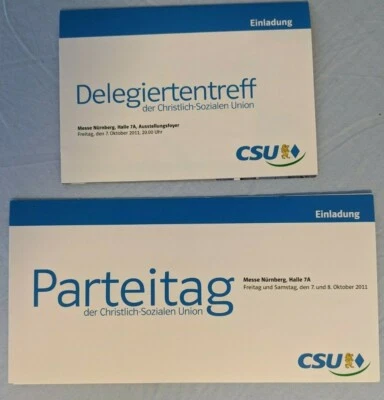 Einladung
Delegiertentreff
der Christlich-Sozialen Union
Messe Nürnberg, Halle 7A, Ausstellungsfoyer
Freitag, den 7. Oktober 2011, 20.00 Uhr
CSU
Einladung
Parteitag
der Christlich-Sozialen Union
Messe Nürnberg, Halle 7A
Freitag und Samstag, den 7. und 8. Oktober 2011
CSU